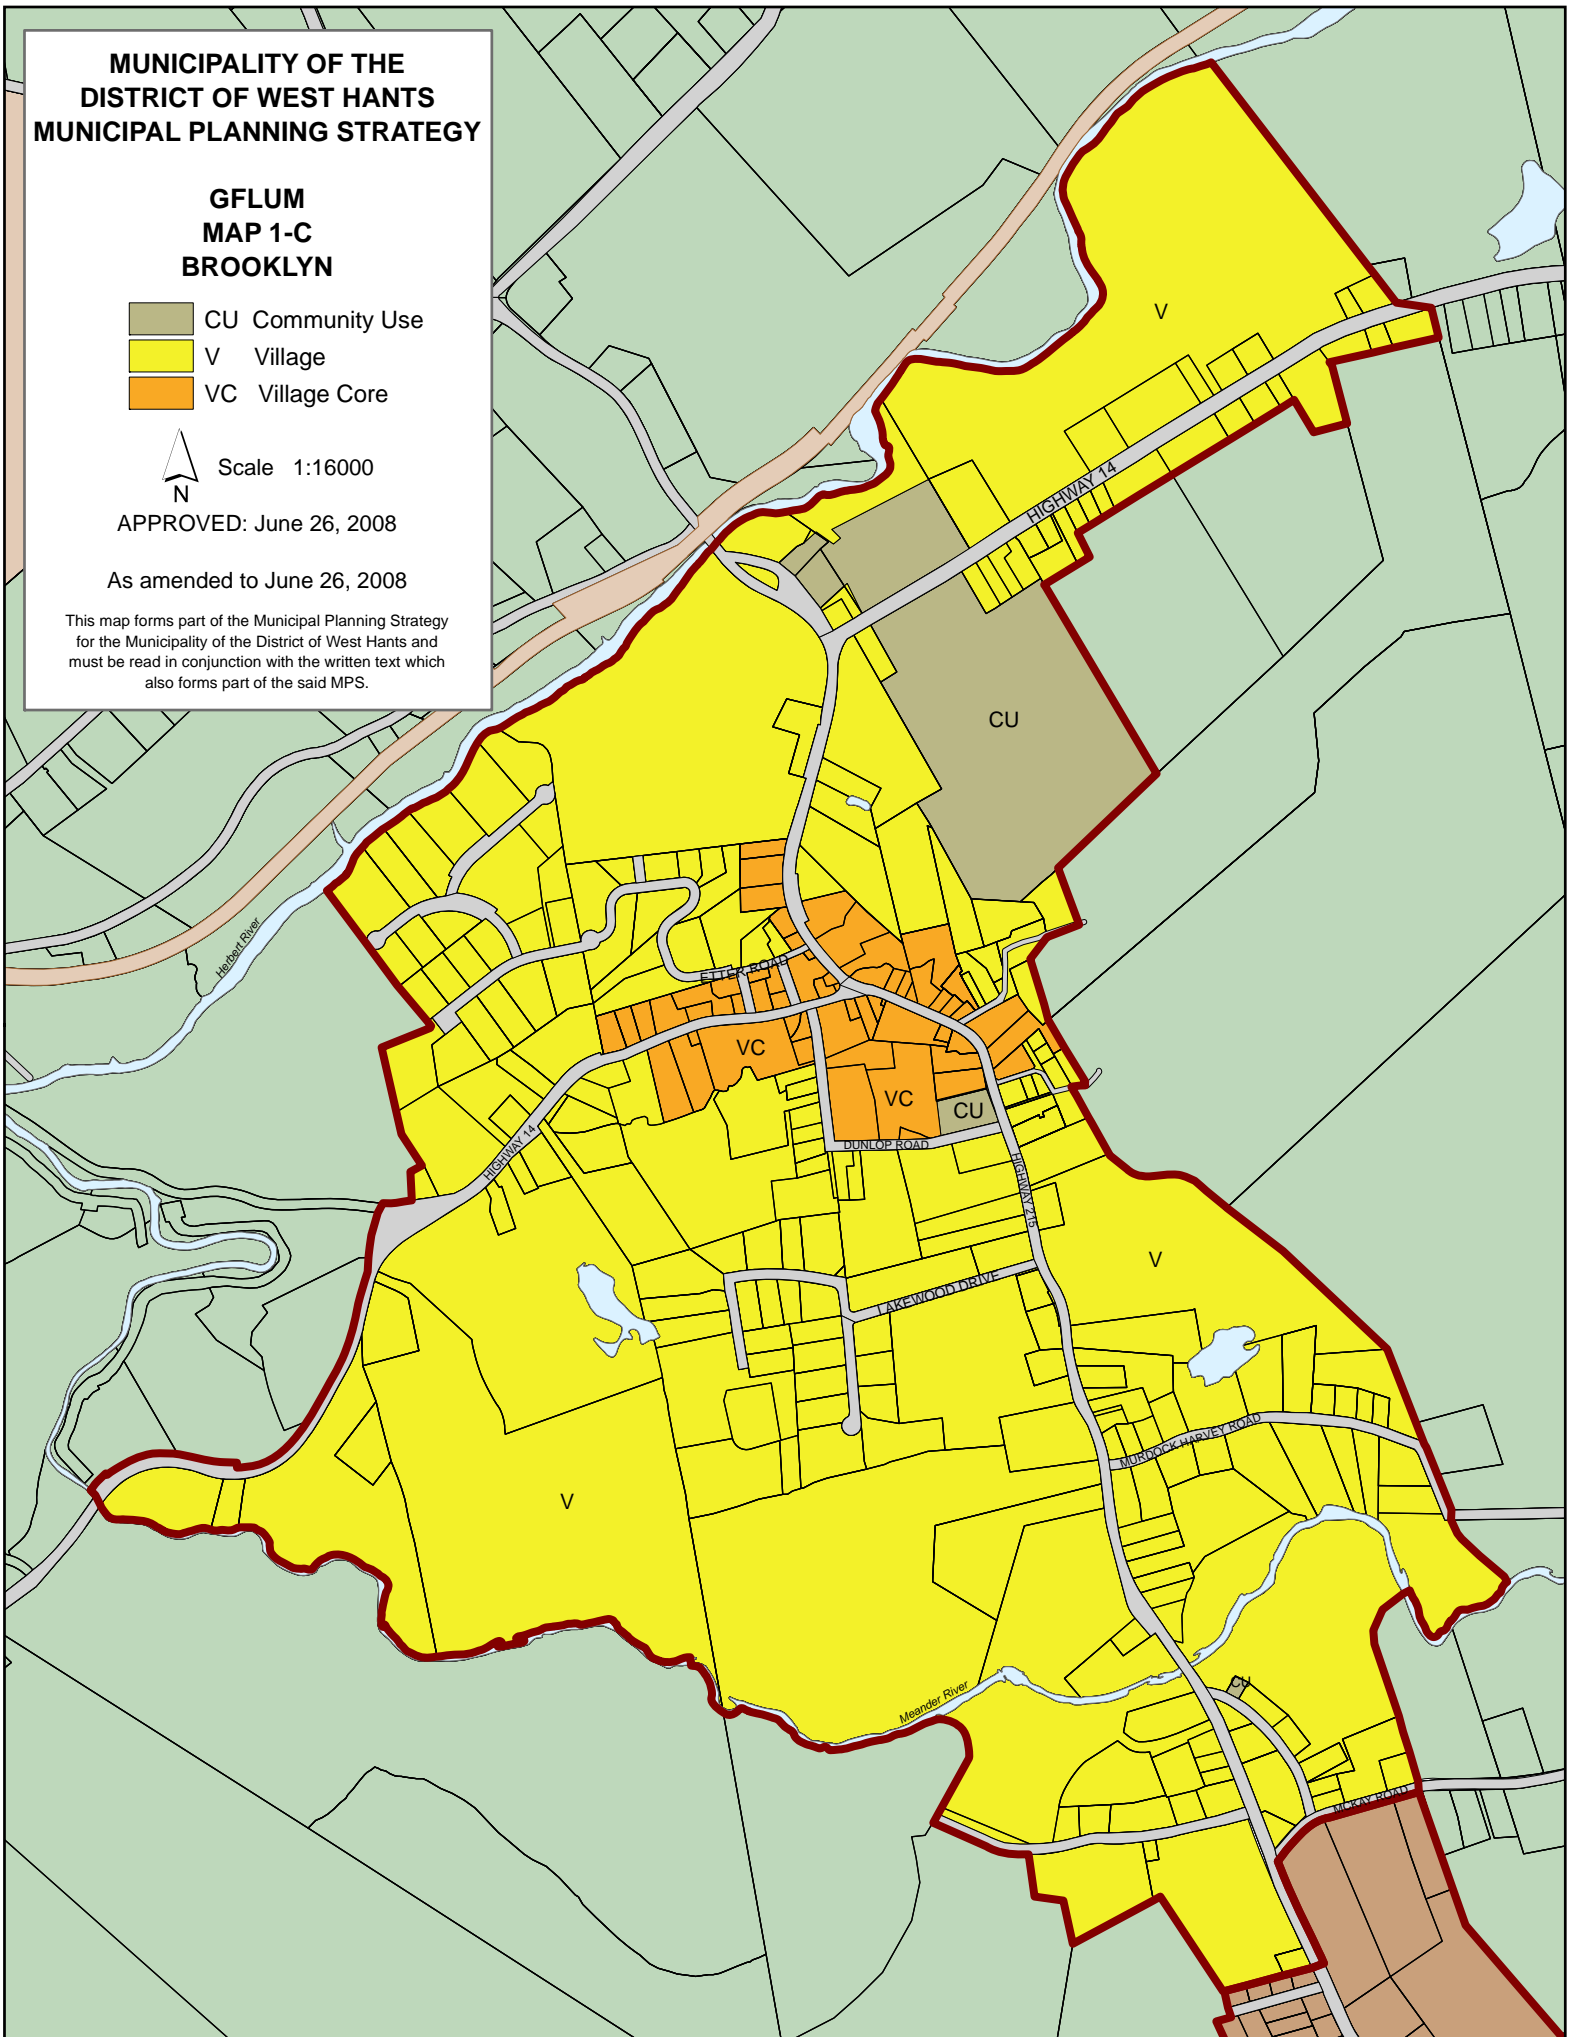 MUNICIPALITY OF THE
DISTRICT OF WEST HANTS
MUNICIPAL PLANNING STRATEGY
GFLUM
MAP 1-C
BROOKLYN
CU Community Use
V Village
VC Village Core
Scale 1:16000
N
APPROVED: June 26, 2008
As amended to June 26, 2008
This map forms part of the Municipal Planning Strategy
for the Municipality of the District of West Hants and
must be read in conjunction with the written text which
also forms part of the said MPS.
V
HIGHWAY 14
CU
Herbert River
ETTER ROAD
VC
VC
CU
DUNLOP ROAD
HIGHWAY 14
HIGHWAY 215
V
LAKEWOOD DRIVE
MURDOCK HARVEY ROAD
V
CU
Meander River
MCKAY ROAD